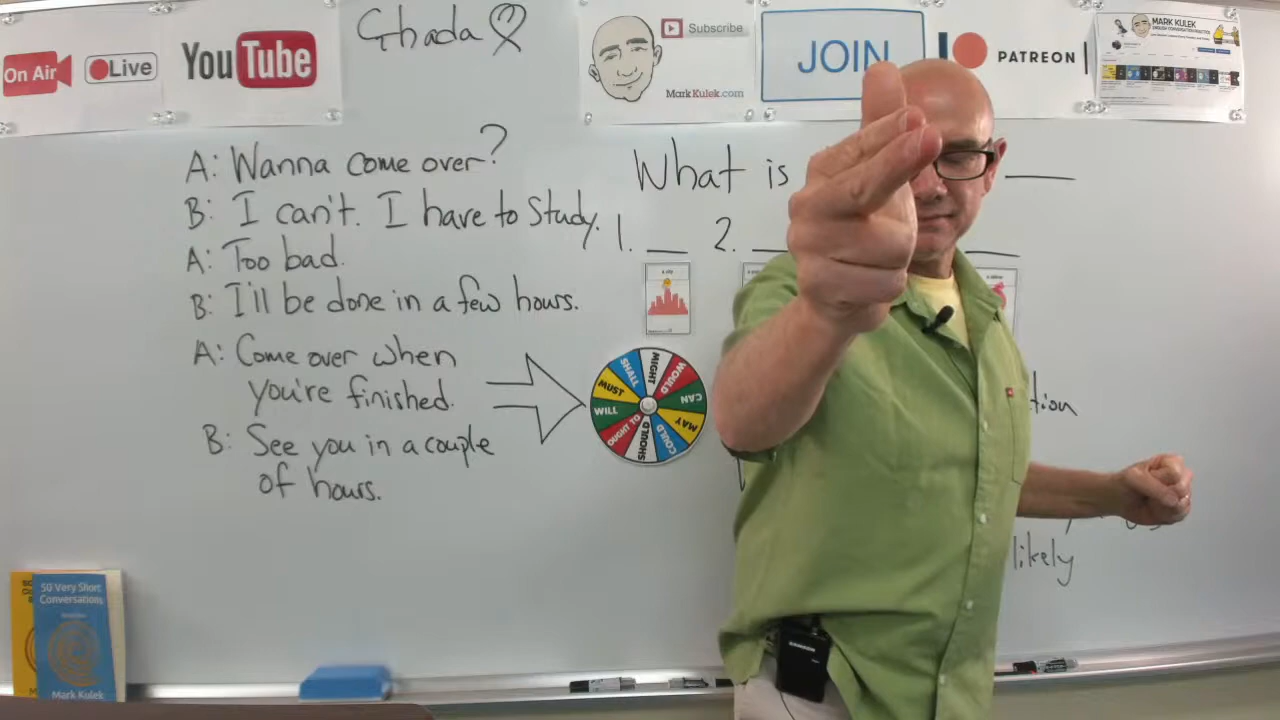 On Air
Live
YouTube
Ghada
Subscribe
MarkKulek.com
JOIN
PATREON
MARK KULEK
A: Wanna come over?
B: I can't. I have to study.
A: Too bad.
B: I'll be done in a few hours.
A: Come over when
you're finished.
B: See you in a couple
of hours.
What is
1. __ 2. __
MIGHT
WOULD
CAN
MAY
COULD
SHOULD
OUGHT TO
WILL
MUST
SHALL
tion
likely
50 Very Short
Conversations
Mark Kulek